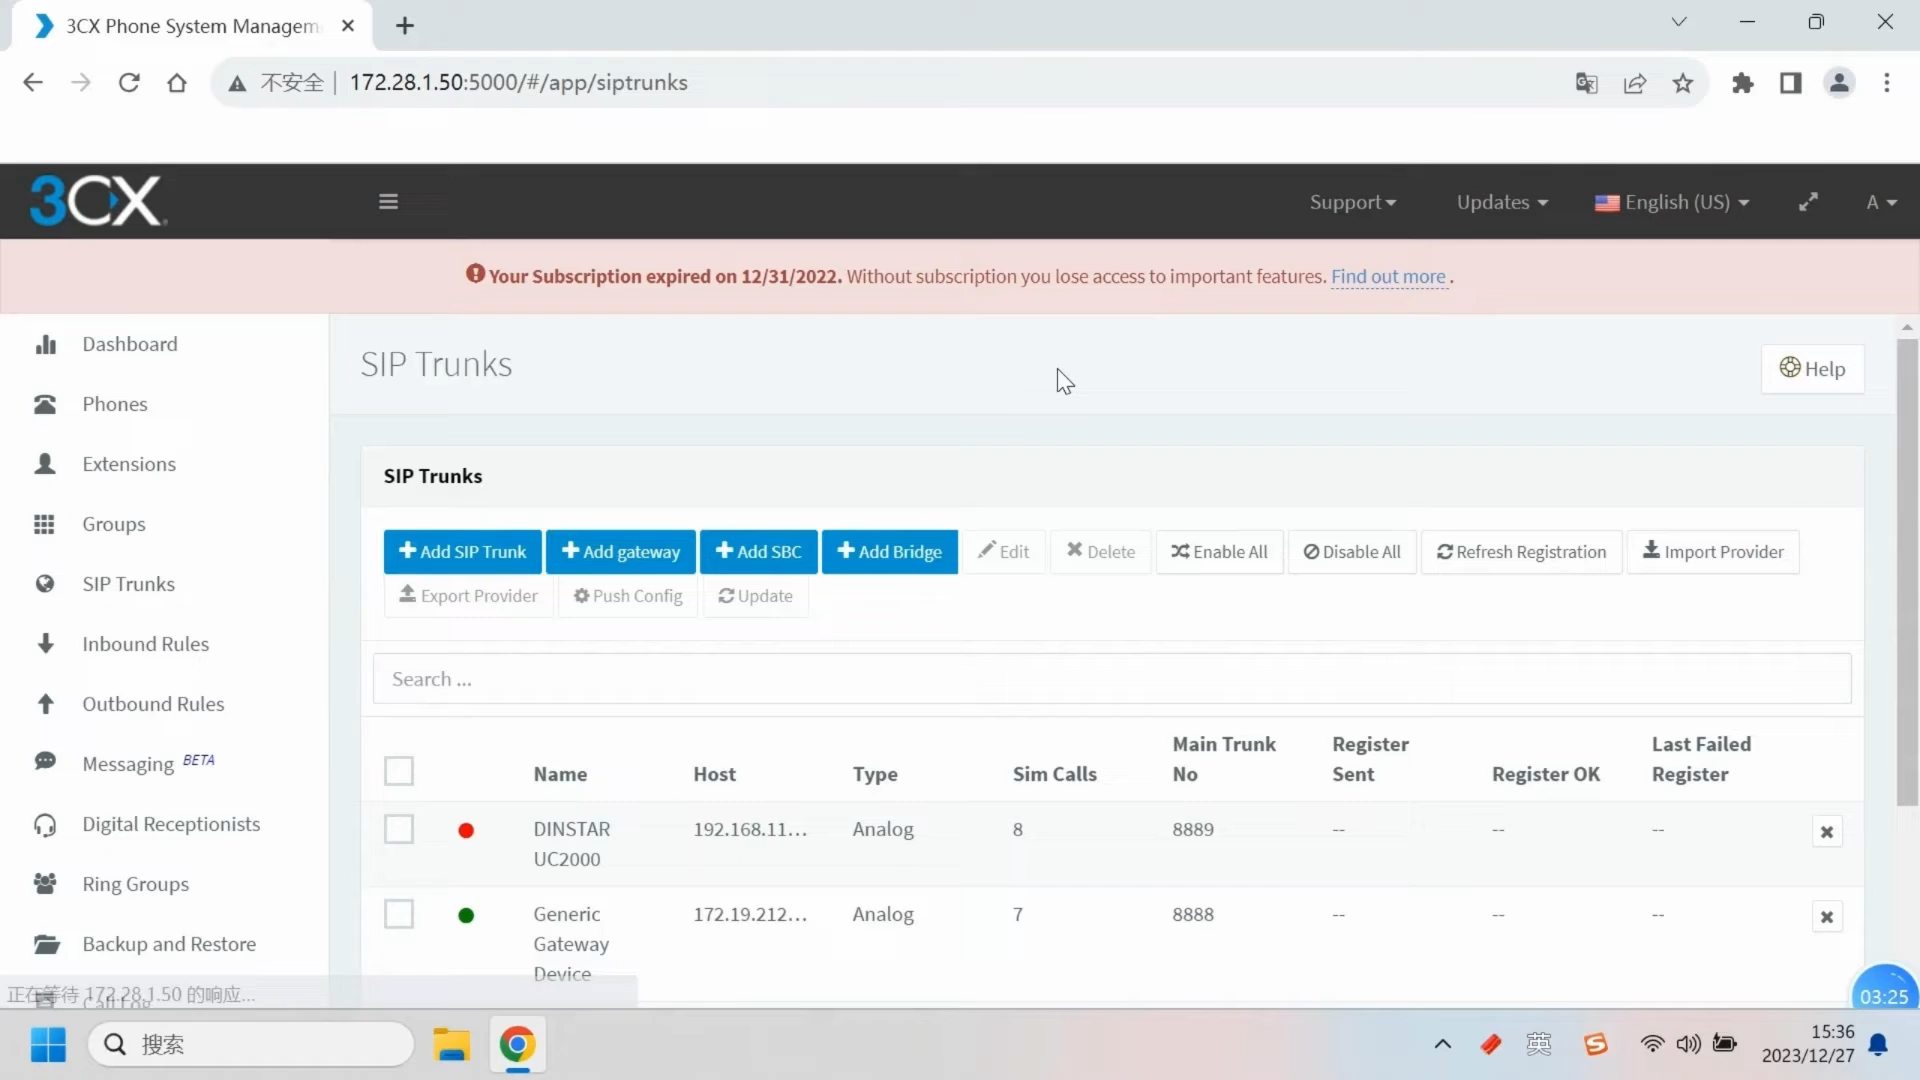 3CX Phone System Managem
不安全 172.28.1.50:5000/#/app/siptrunks
3CX
Support
Updates
English (US)
A
Your Subscription expired on 12/31/2022. Without subscription you lose access to important features. Find out more .
Dashboard
Phones
Extensions
Groups
SIP Trunks
Inbound Rules
Outbound Rules
Messaging BETA
Digital Receptionists
Ring Groups
Backup and Restore
Call Log
正在等待 172.28.1.50 的响应...
SIP Trunks
Help
SIP Trunks
Add SIP Trunk
Add gateway
Add SBC
Add Bridge
Edit
Delete
Enable All
Disable All
Refresh Registration
Import Provider
Export Provider
Push Config
Update
Search ...
Name
Host
Type
Sim Calls
Main Trunk
No
Register
Sent
Register OK
Last Failed
Register
DINSTAR
UC2000
192.168.11...
Analog
8
8889
--
--
--
Generic
Gateway
Device
172.19.212...
Analog
7
8888
--
--
--
03:25
搜索
英
15:36
2023/12/27